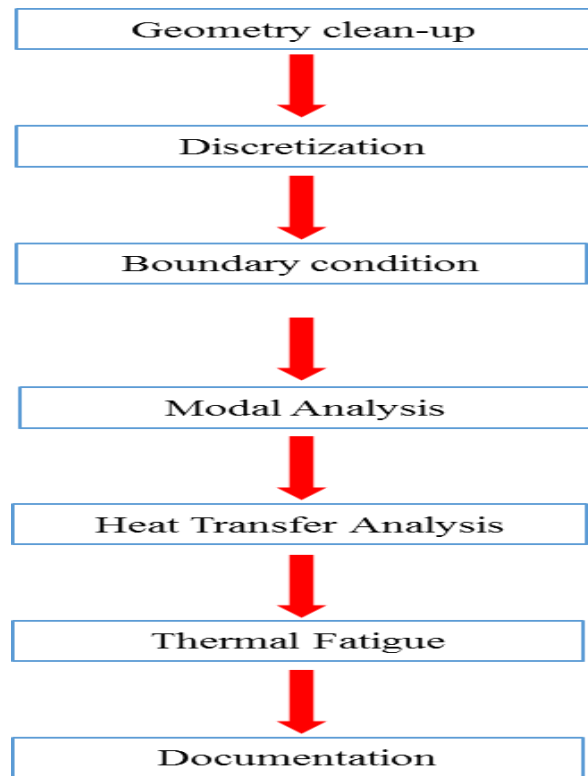 Geometry clean-up
Discretization
Boundary condition
Modal Analysis
Heat Transfer Analysis
Thermal Fatigue
Documentation